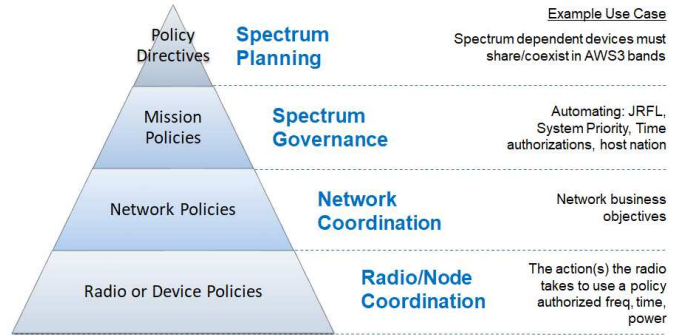 Example Use Case
Policy
Directives
Spectrum
Planning
Spectrum dependent devices must
share/coexist in AWS3 bands
Mission
Policies
Spectrum
Governance
Automating: JRFL,
System Priority, Time
authorizations, host nation
Network Policies
Network
Coordination
Network business
objectives
Radio or Device Policies
Radio/Node
Coordination
The action(s) the radio
takes to use a policy
authorized freq, time,
power